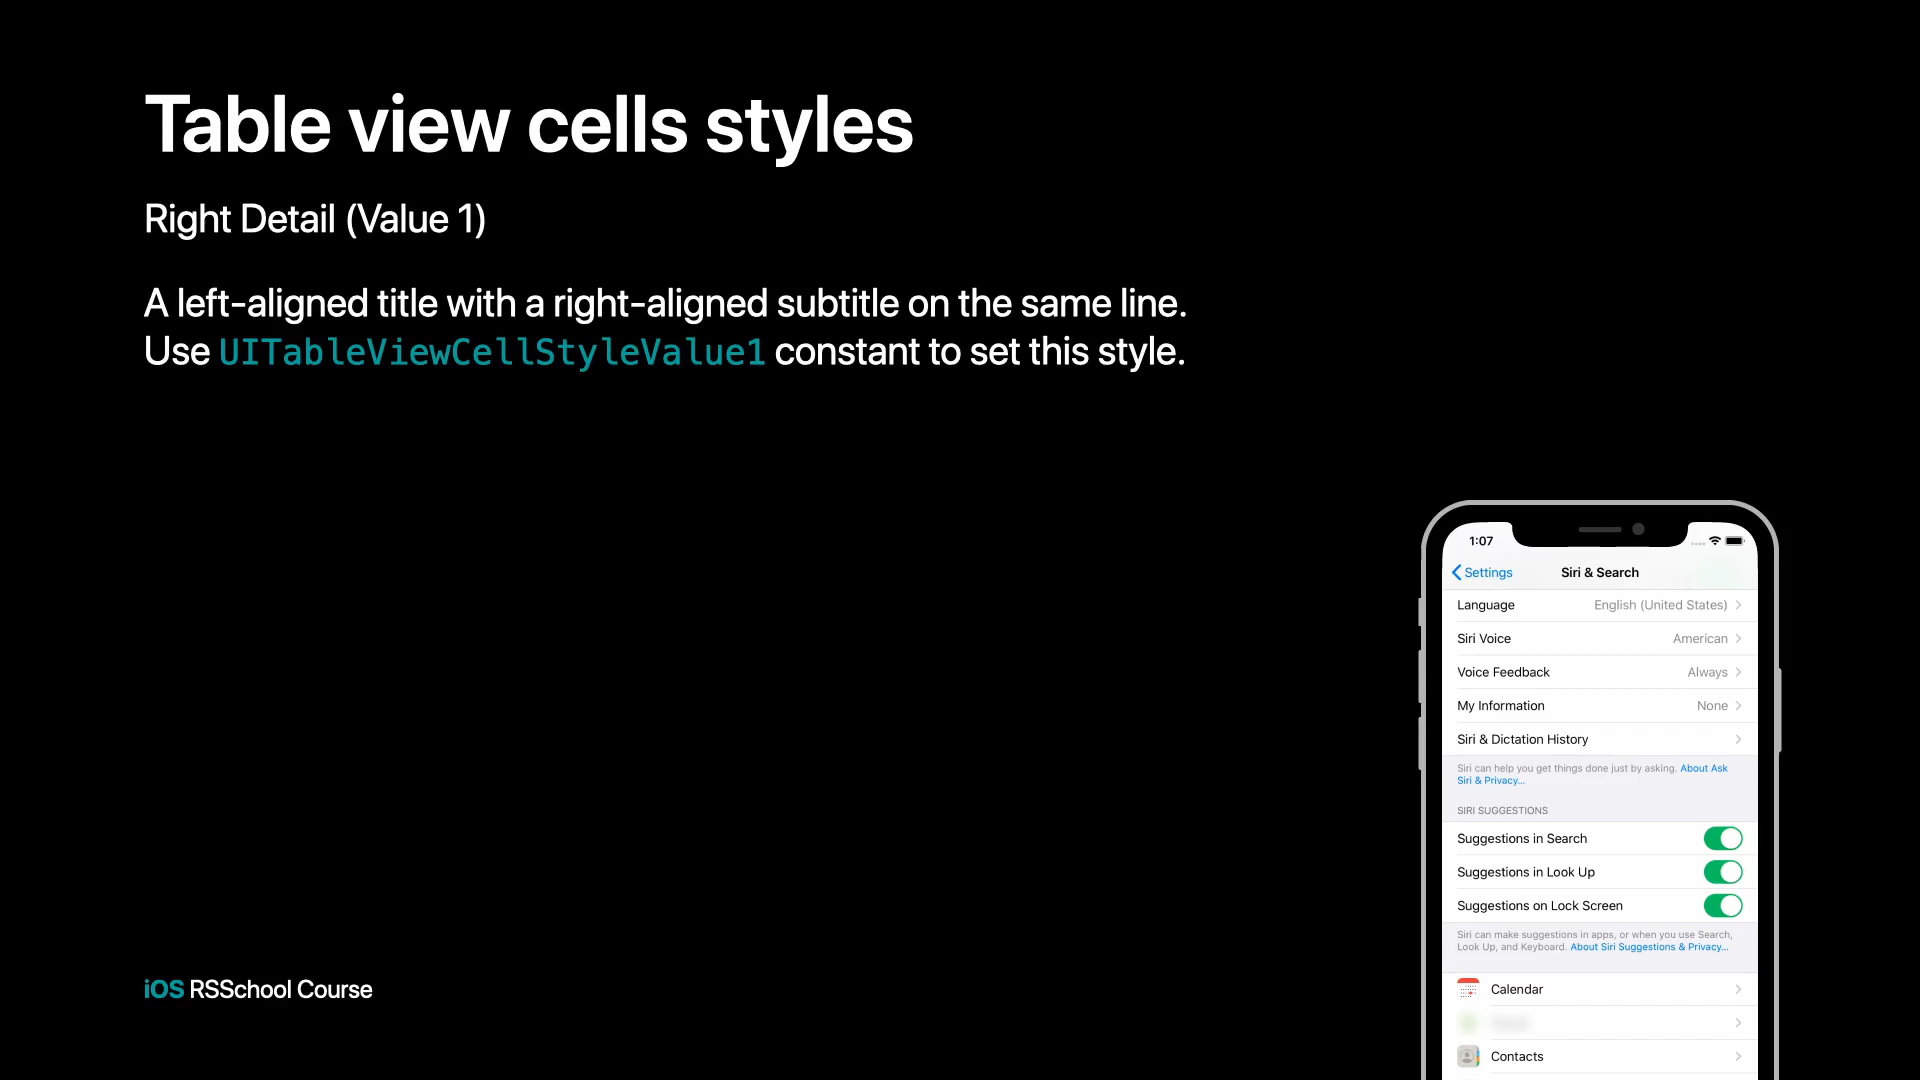 Table view cells styles
Right Detail (Value 1)
A left-aligned title with a right-aligned subtitle on the same line.
Use UITableViewCellStyleValue1 constant to set this style.
1:07
Settings
Siri & Search
Language
English (United States)
Siri Voice
American
Voice Feedback
Always
My Information
None
Siri & Dictation History
Siri can help you get things done just by asking. About Ask
Siri & Privacy...
SIRI SUGGESTIONS
Suggestions in Search
Suggestions in Look Up
Suggestions on Lock Screen
Siri can make suggestions in apps, or when you use Search,
Look Up, and Keyboard. About Siri Suggestions & Privacy...
Calendar
Contacts
iOS RSSchool Course